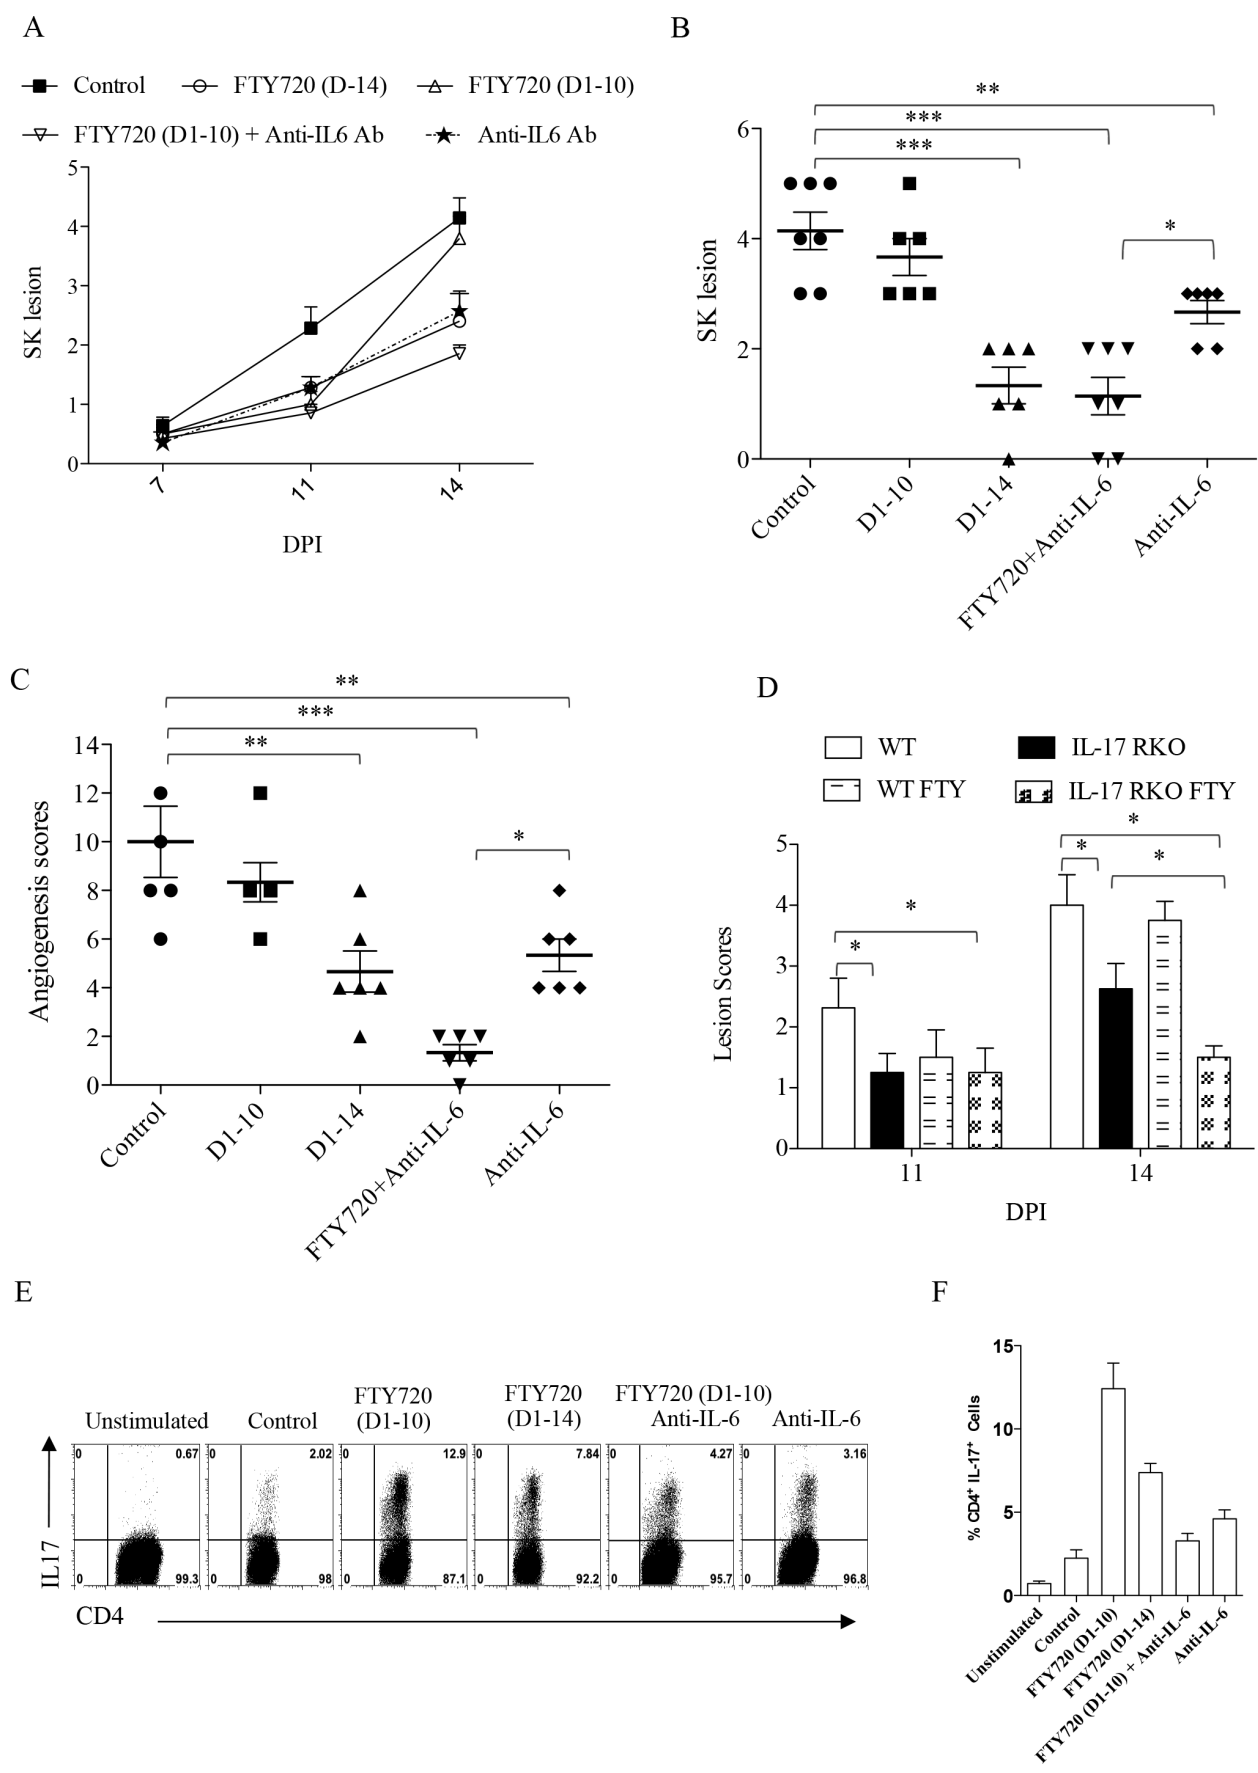 A
Control FTY720 (D-14) FTY720 (D1-10)
FTY720 (D1-10) + Anti-IL6 Ab Anti-IL6 Ab
5
4
3
2
1
0
SK lesion
7 11 14
DPI
B
**
***
***
*
6
4
2
0
SK lesion
Control D1-10 D1-14 FTY720+Anti-IL-6 Anti-IL-6
C
**
***
**
*
14
12
10
8
6
4
2
0
Angiogenesis scores
Control D1-10 D1-14 FTY720+Anti-IL-6 Anti-IL-6
D
WT IL-17 RKO
WT FTY IL-17 RKO FTY
*
* *
*
*
5
4
3
2
1
0
Lesion Scores
11 14
DPI
E
Unstimulated
Control
FTY720
(D1-10)
FTY720
(D1-14)
FTY720 (D1-10)
Anti-IL-6
Anti-IL-6
0 0.67 0 2.02 0 12.9 0 7.84 0 4.27 0 3.16
0 99.3 0 98 0 87.1 0 92.2 0 95.7 0 96.8
IL17
CD4
F
15
10
5
0
% CD4+ IL-17+ Cells
Unstimulated
Control
FTY720 (D1-10)
FTY720 (D1-14)
FTY720 (D1-10) + Anti-IL-6
Anti-IL-6